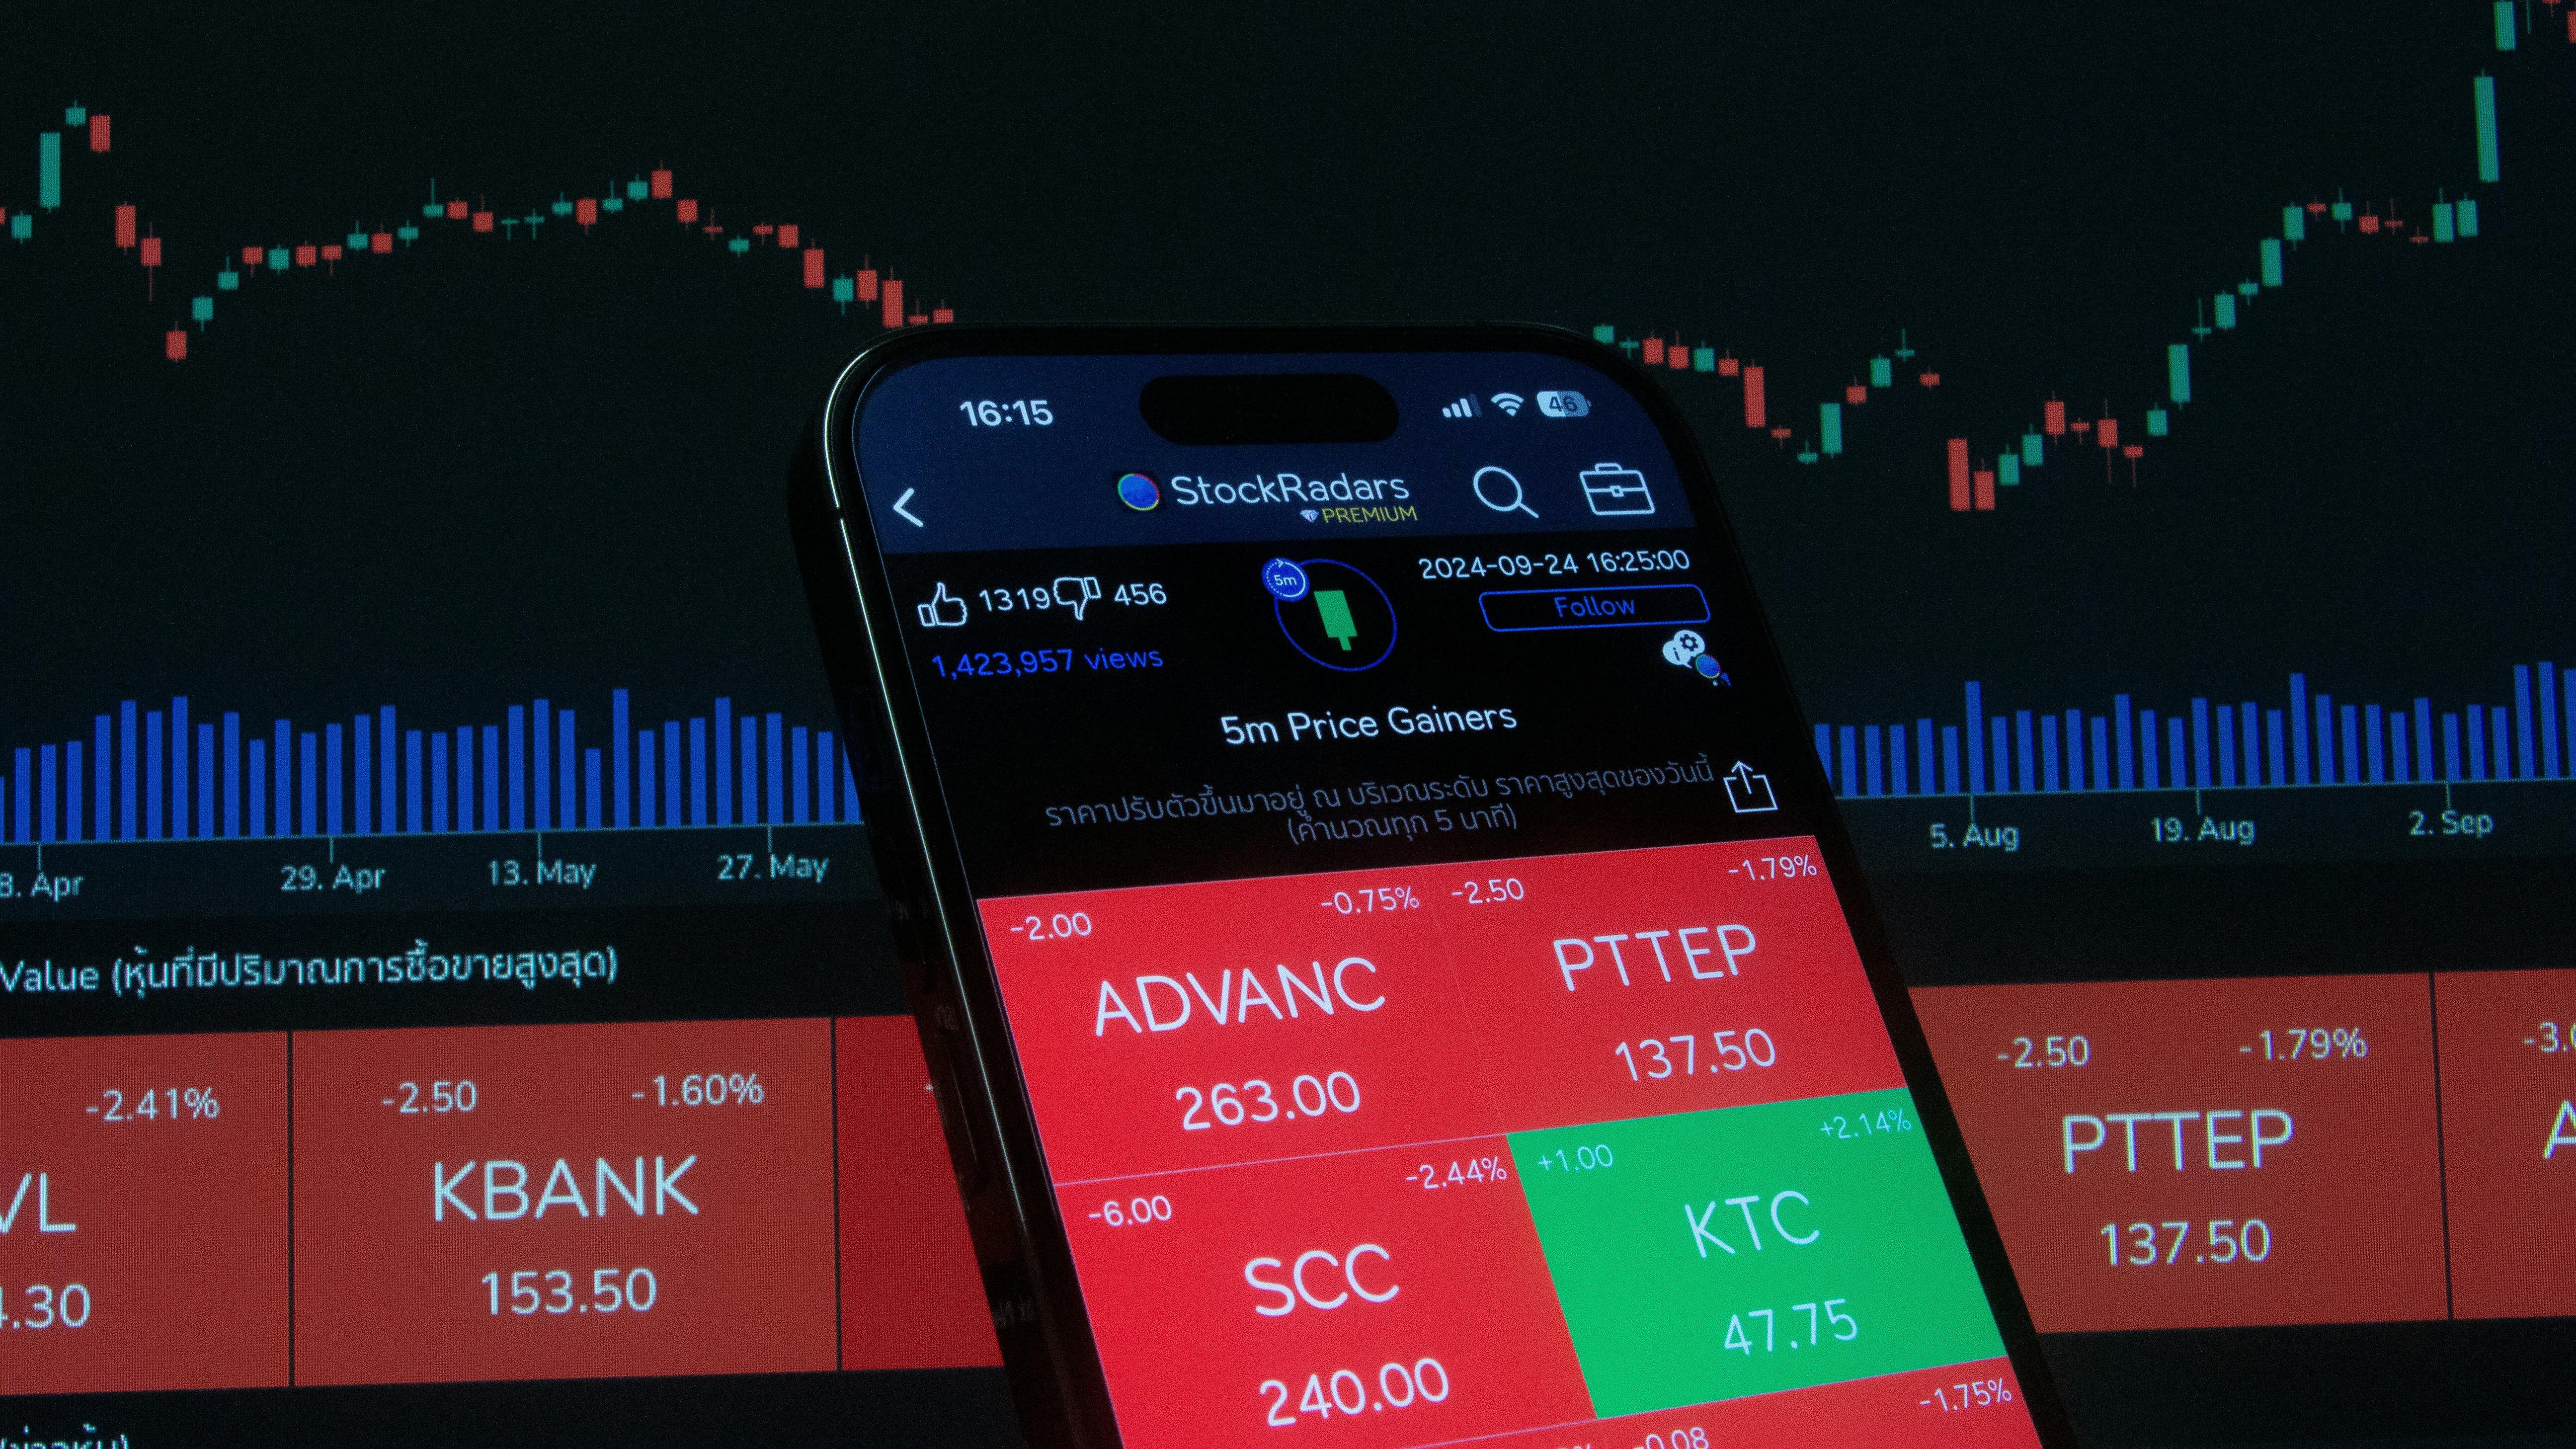 16:15
46
StockRadars
PREMIUM
1319 456
2024-09-24 16:25:00
5m
Follow
1,423,957 views
5m Price Gainers
ราคาปรับตัวขึ้นมาอยู่ ณ บริเวณระดับ ราคาสูงสุดของวันนี้
(คำนวณทุก 5 นาที)
-2.00 -0.75%
ADVANC
263.00
-2.50 -1.79%
PTTEP
137.50
-6.00 -2.44%
SCC
240.00
+1.00 +2.14%
KTC
47.75
-0.08 -1.75%
8. Apr 29. Apr 13. May 27. May 5. Aug 19. Aug 2. Sep
Value (หุ้นที่มีปริมาณการซื้อขายสูงสุด)
-2.41%
VL
4.30
-2.50 -1.60%
KBANK
153.50
-2.50 -1.79%
PTTEP
137.50